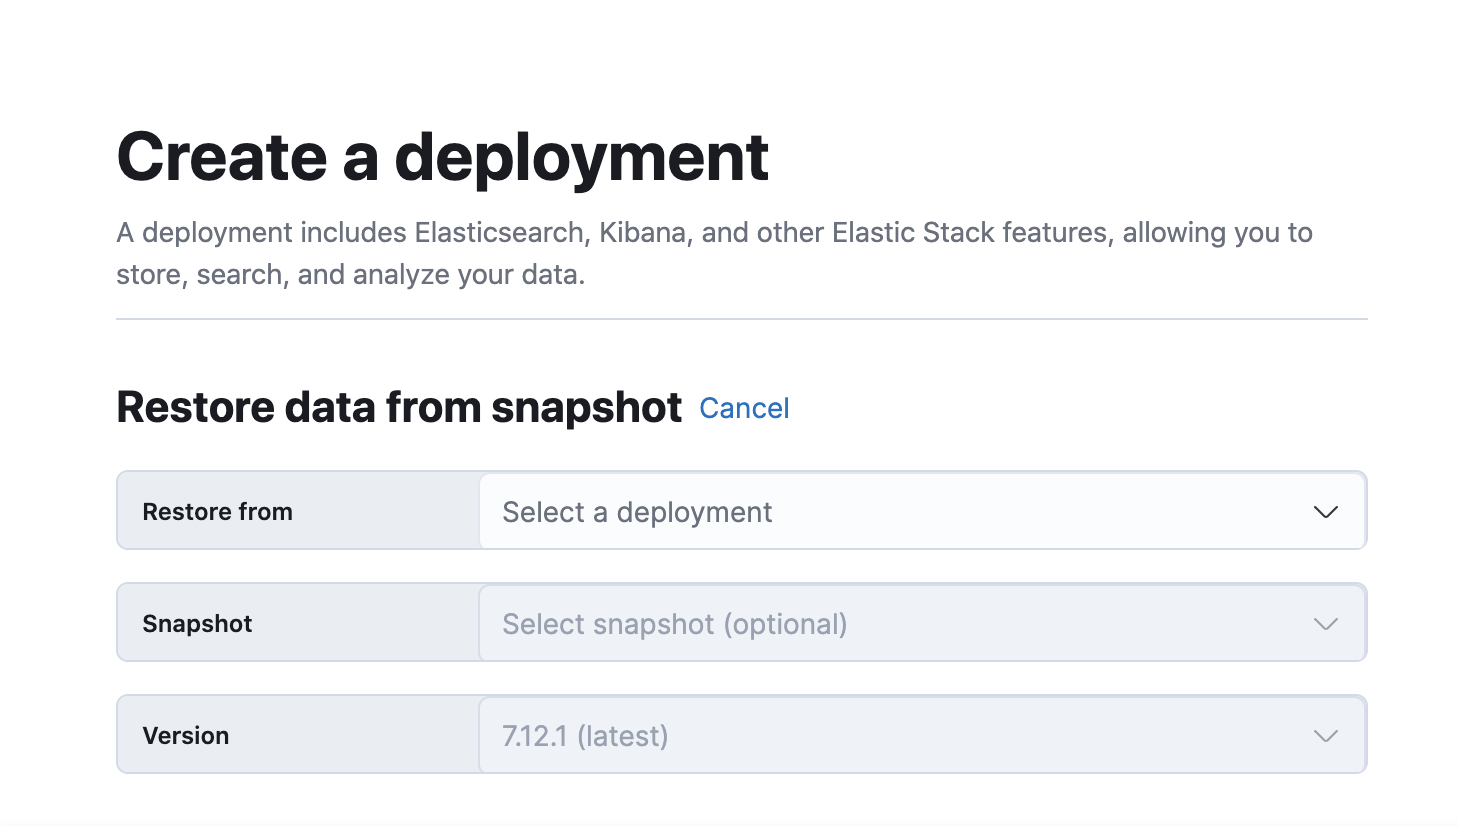 Create a deployment
A deployment includes Elasticsearch, Kibana, and other Elastic Stack features, allowing you to
store, search, and analyze your data.
Restore data from snapshot Cancel
Restore from Select a deployment
Snapshot Select snapshot (optional)
Version 7.12.1 (latest)